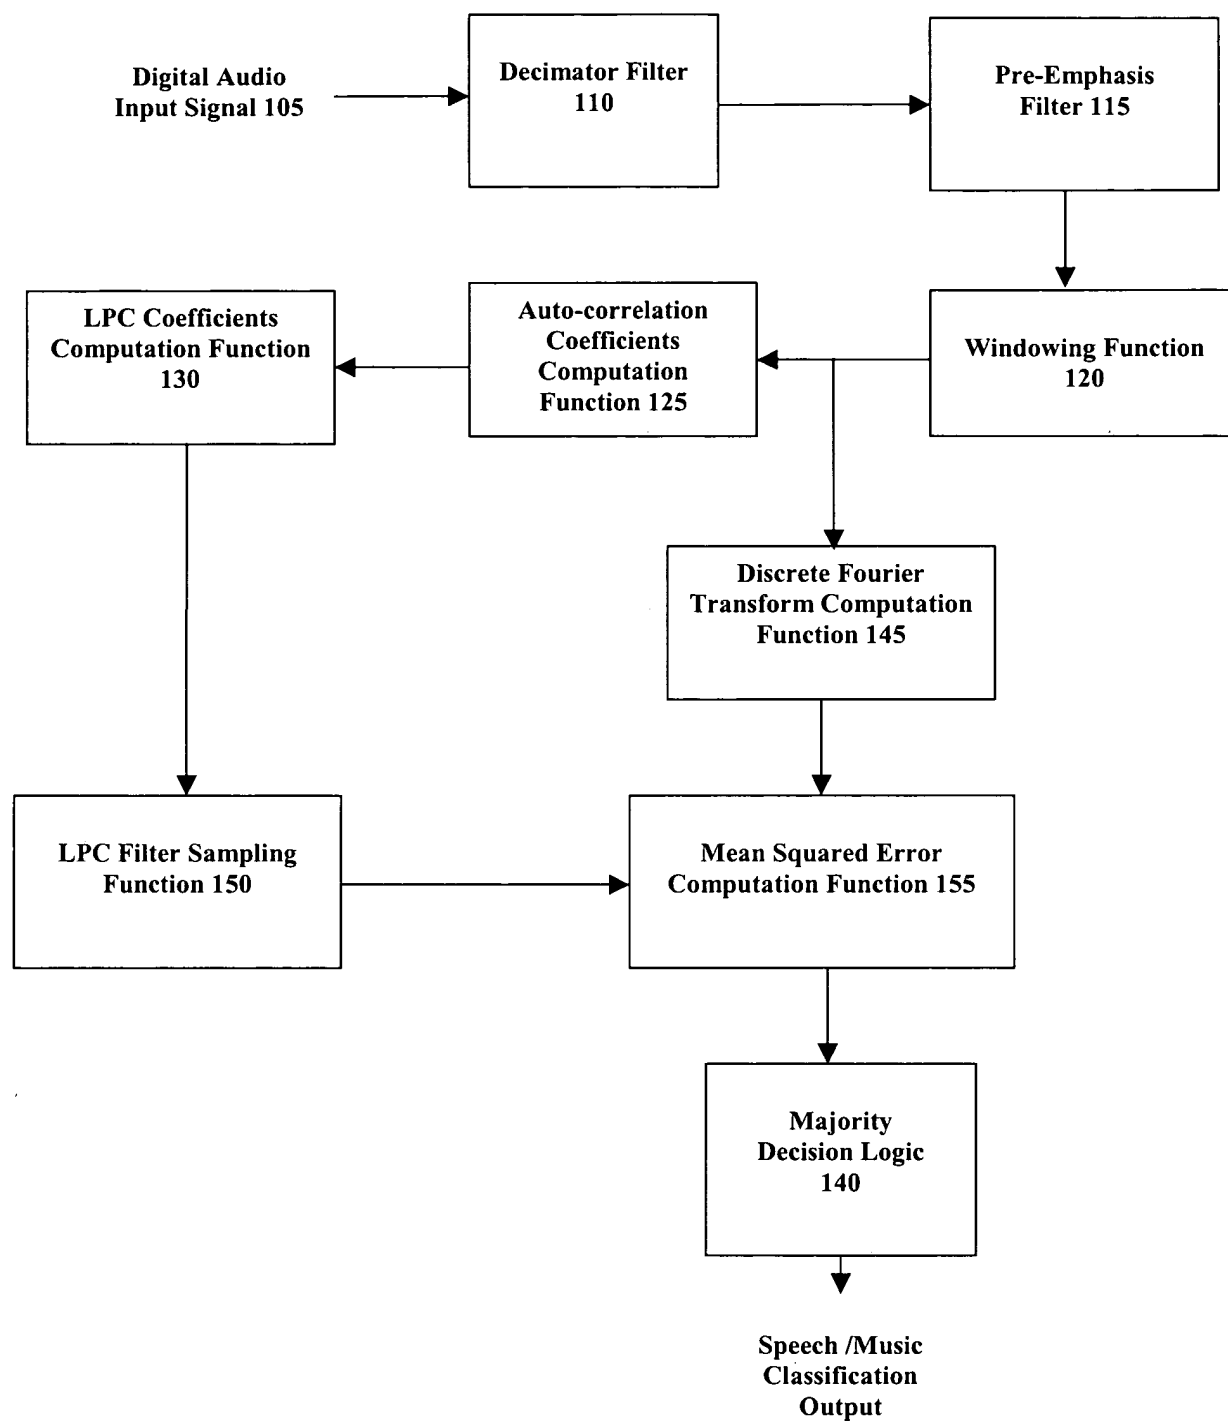 Digital Audio
Input Signal 105
Decimator Filter
110
Pre-Emphasis
Filter 115
LPC Coefficients
Computation Function
130
Auto-correlation
Coefficients
Computation
Function 125
Windowing Function
120
Discrete Fourier
Transform Computation
Function 145
LPC Filter Sampling
Function 150
Mean Squared Error
Computation Function 155
Majority
Decision Logic
140
Speech /Music
Classification
Output